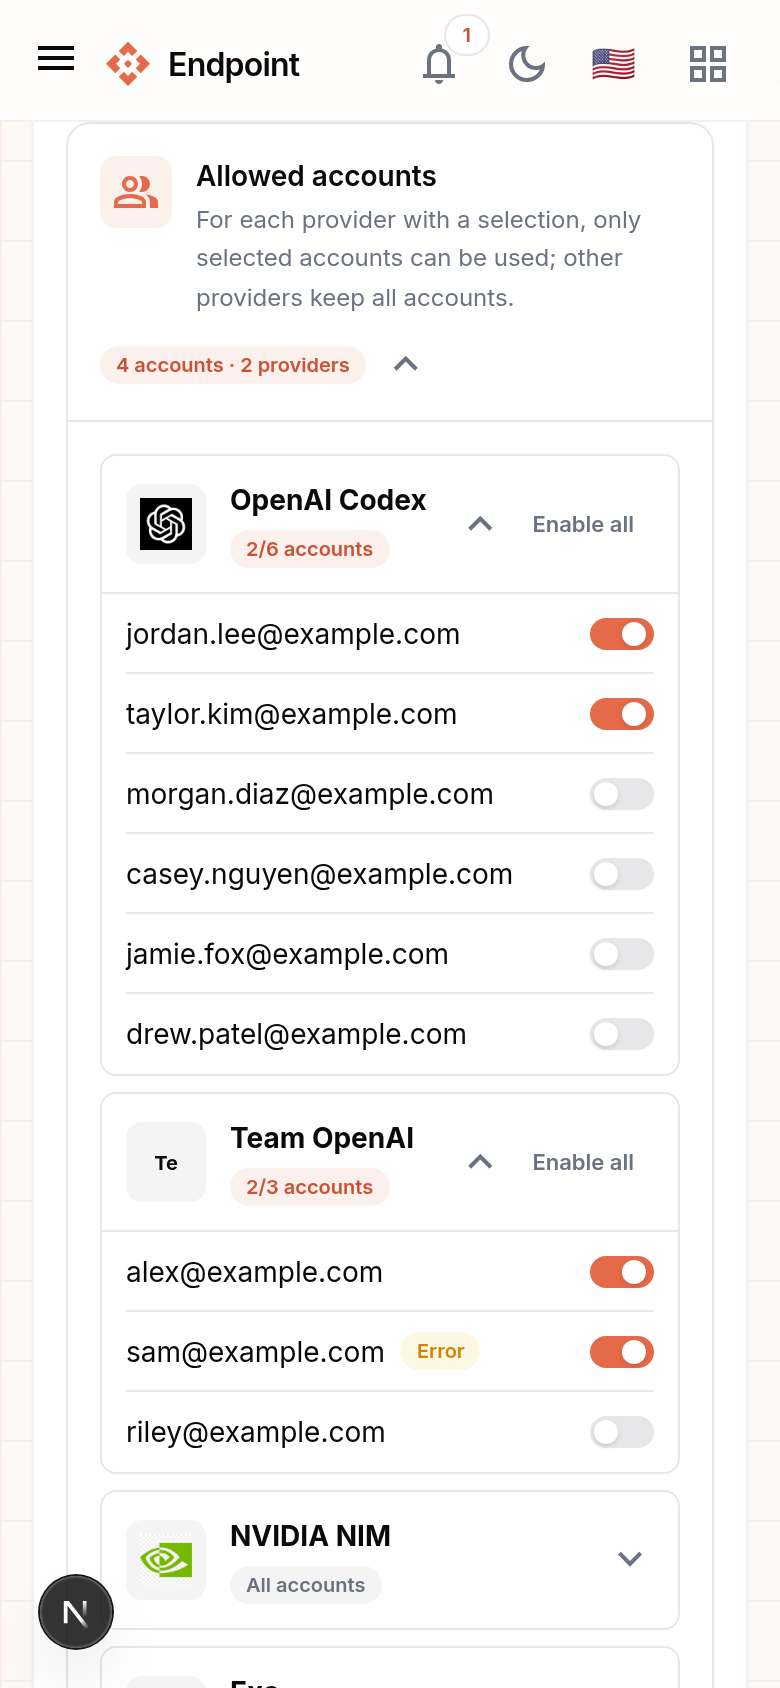 1
Endpoint
Allowed accounts
For each provider with a selection, only
selected accounts can be used; other
providers keep all accounts.
4 accounts · 2 providers
OpenAI Codex
2/6 accounts
Enable all
jordan.lee@example.com
taylor.kim@example.com
morgan.diaz@example.com
casey.nguyen@example.com
jamie.fox@example.com
drew.patel@example.com
Te
Team OpenAI
2/3 accounts
Enable all
alex@example.com
sam@example.com Error
riley@example.com
NVIDIA NIM
All accounts
N